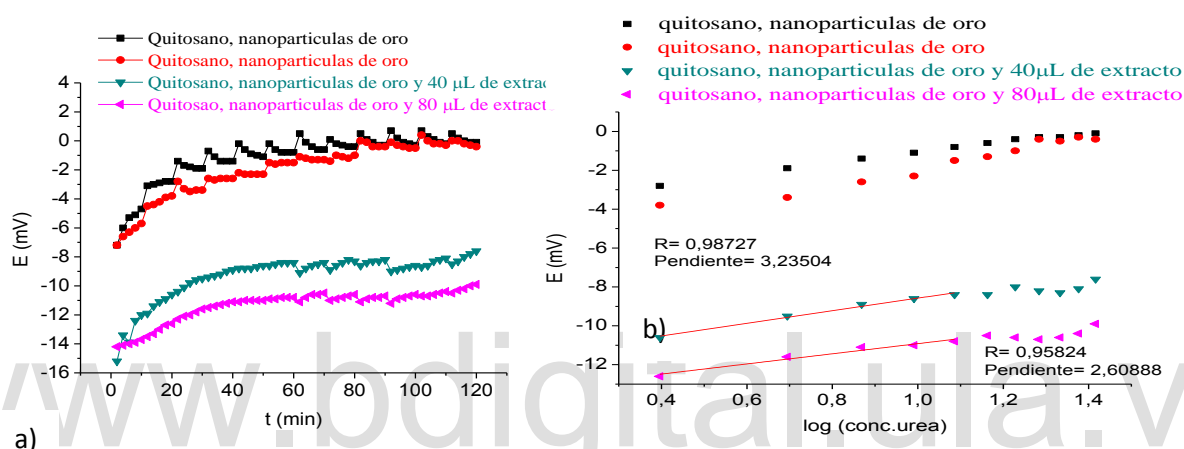 Quitosano, nanoparticulas de oro
Quitosano, nanoparticulas de oro
Quitosano, nanoparticulas de oro y 40 μL de extracto
Quitosao, nanoparticulas de oro y 80 μL de extract
4
2
0
-2
-4
-6
-8
-10
-12
-14
-16
E (mV)
0 20 40 60 80 100 120
t (min)
a)
b
quitosano, nanoparticulas de oro
quitosano, nanoparticulas de oro
quitosano, nanoparticulas de oro y 40μL de extracto
quitosano, nanoparticulas de oro y 80μL de extracto
0
-2
-4
-6
-8
-10
-12
E (mV)
R= 0,98727
Pendiente= 3,23504
b)
R= 0,95824
Pendiente= 2,60888
0,4 0,6 0,8 1,0 1,2 1,4
log (conc.urea)
www.bdigital.ula.v